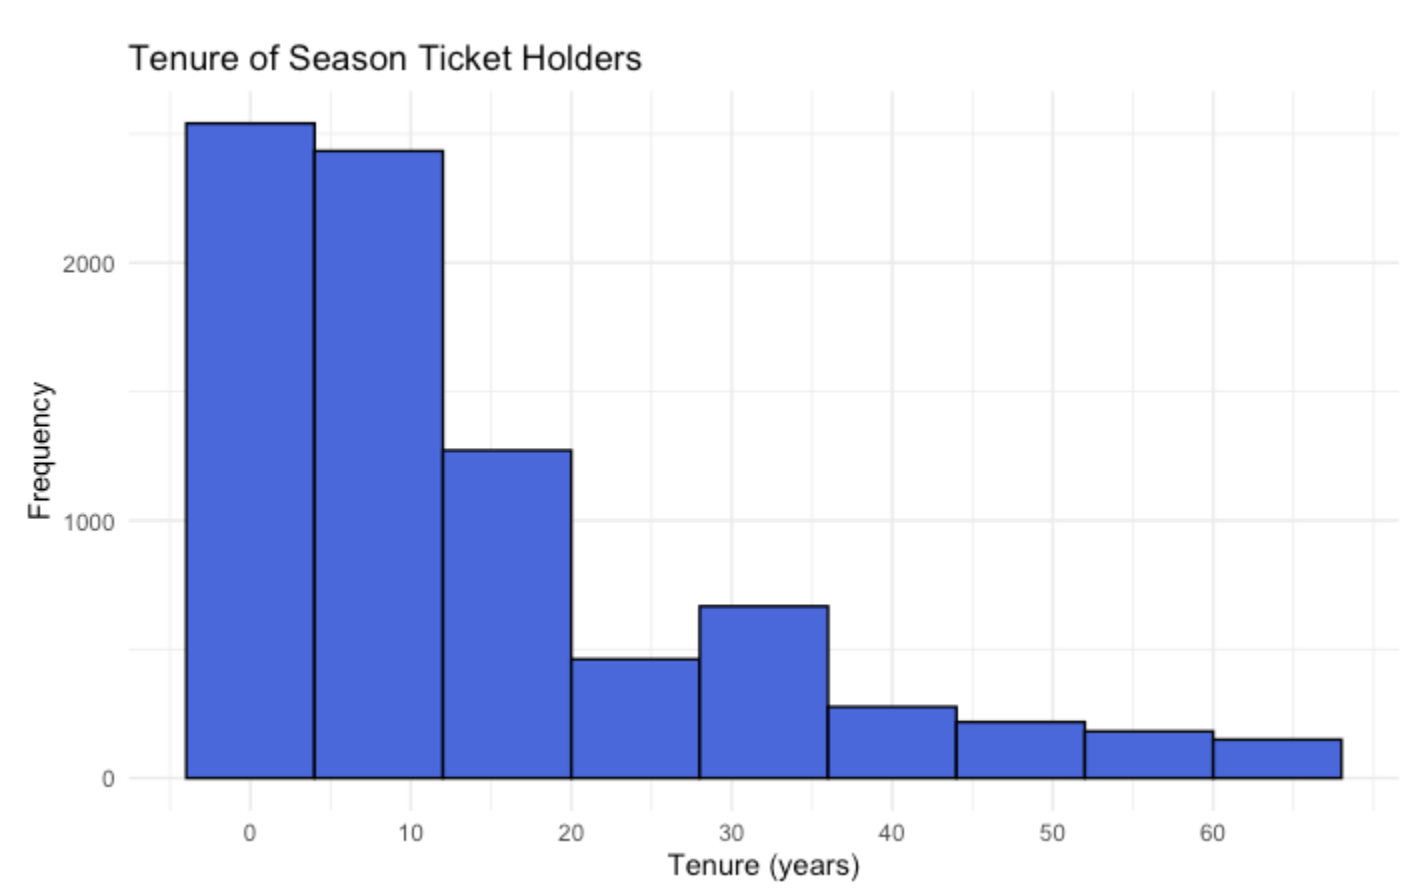 Tenure of Season Ticket Holders
Frequency
2000
1000
0
0 10 20 30 40 50 60
Tenure (years)